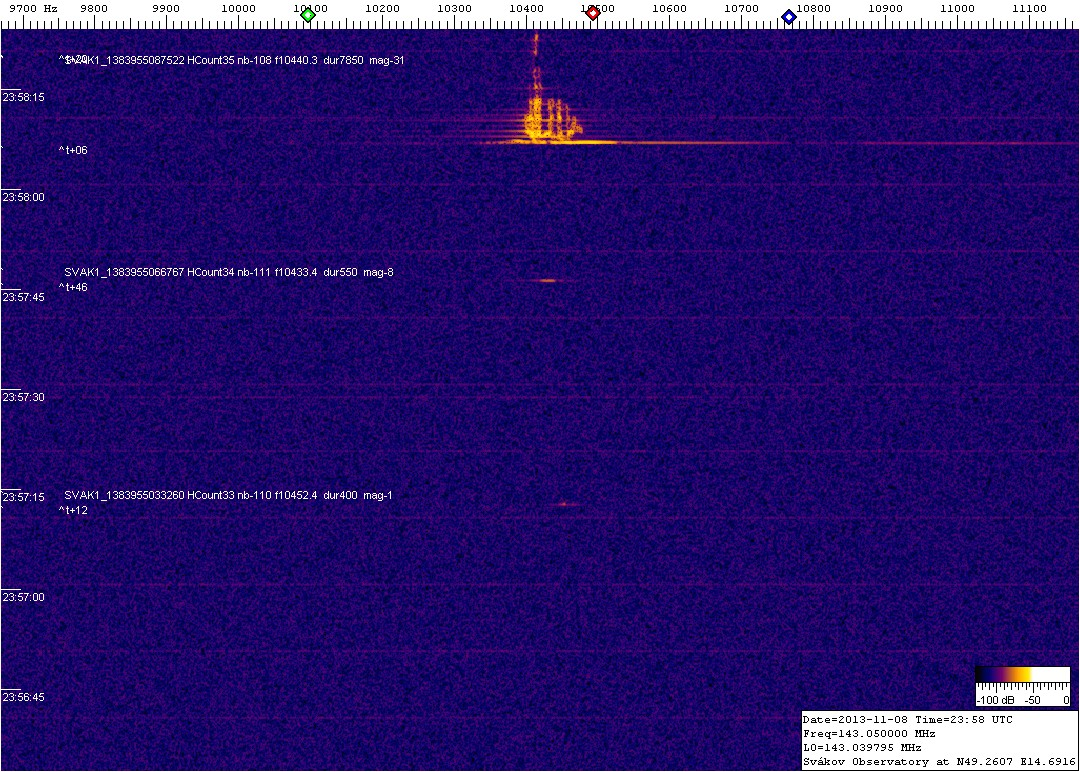 9700 Hz 9800 9900 10000 10100 10200 10300 10400 10500 10600 10700 10800 10900 11000 11100
SVAK1_1383955087522 HCount35 nb-108 f10440.3 dur7850 mag-31
23:58:15
^t+06
23:58:00
SVAK1_1383955066767 HCount34 nb-111 f10433.4 dur550 mag-8
^t+46
23:57:45
23:57:30
SVAK1_1383955033260 HCount33 nb-110 f10452.4 dur400 mag-1
23:57:15
^t+12
23:57:00
23:56:45
-100 dB -50 0
Date=2013-11-08 Time=23:58 UTC
Freq=143.050000 MHz
L0=143.039795 MHz
Svákov Observatory at N49.2607 E14.6916